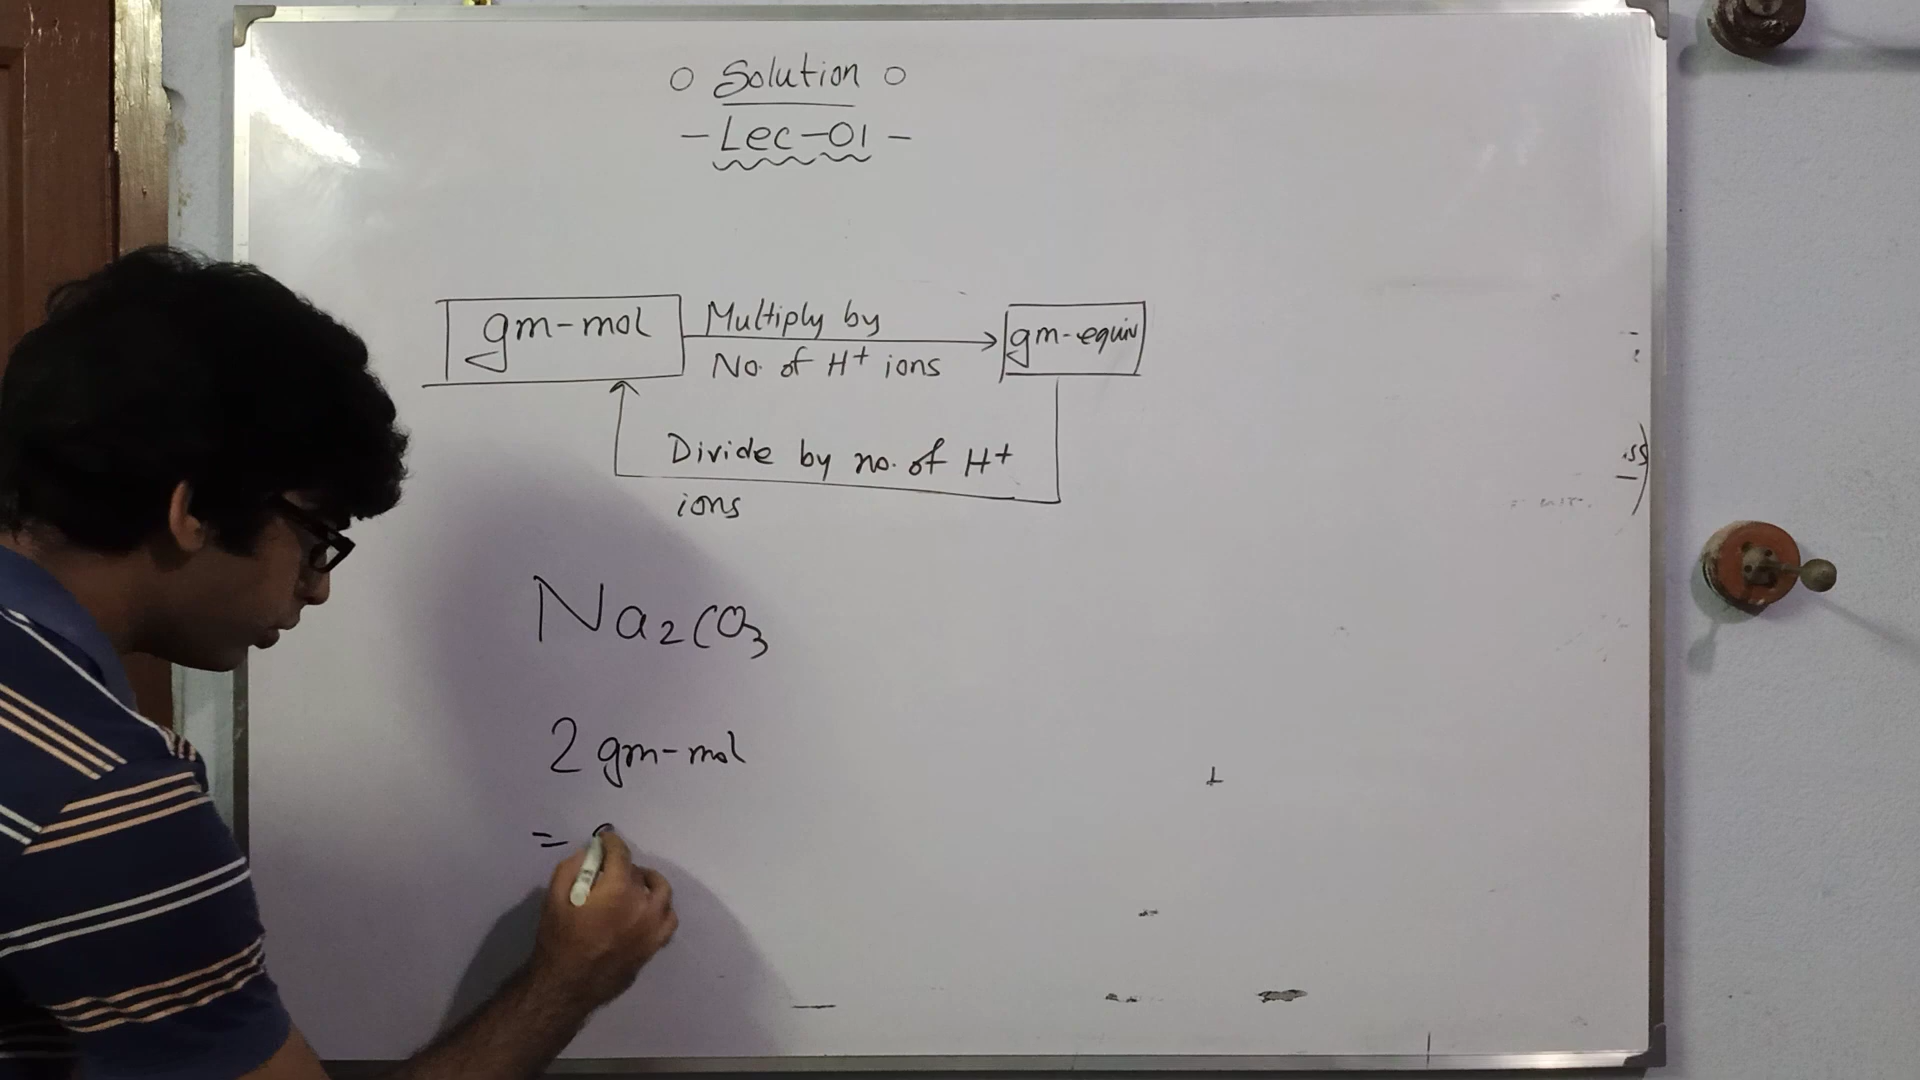 o Solution o
- Lec-01 -
gm-mol
Multiply by
No. of H+ ions
gm-equiv
Divide by no. of H+
ions
Na2CO3
2 gm-mol
=